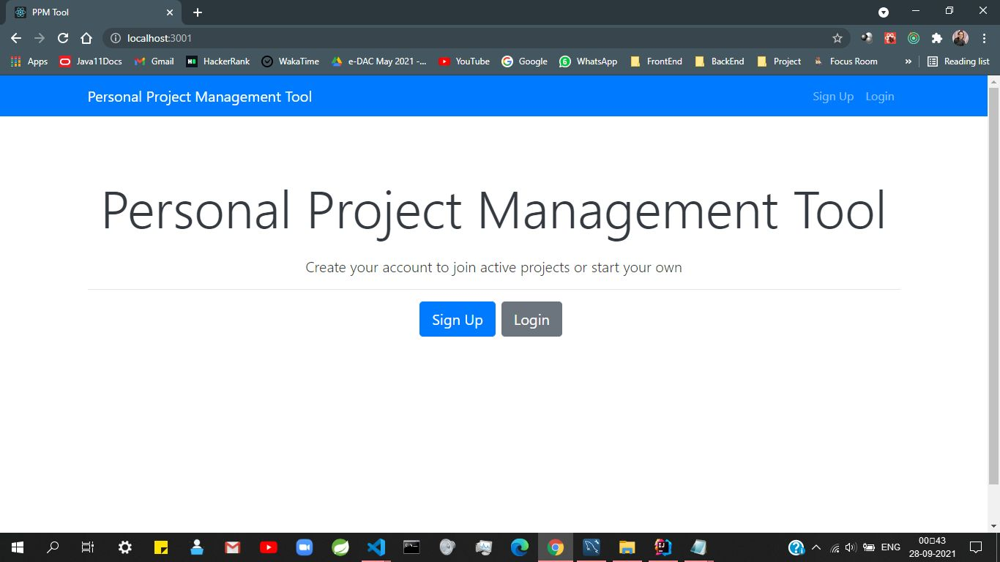 PPM Tool
localhost:3001
Apps Java11Docs Gmail HackerRank WakaTime e-DAC May 2021 -... YouTube Google WhatsApp FrontEnd BackEnd Project Focus Room » Reading list
Personal Project Management Tool Sign Up Login
Personal Project Management Tool
Create your account to join active projects or start your own
Sign Up Login
ENG
00▯43
28-09-2021